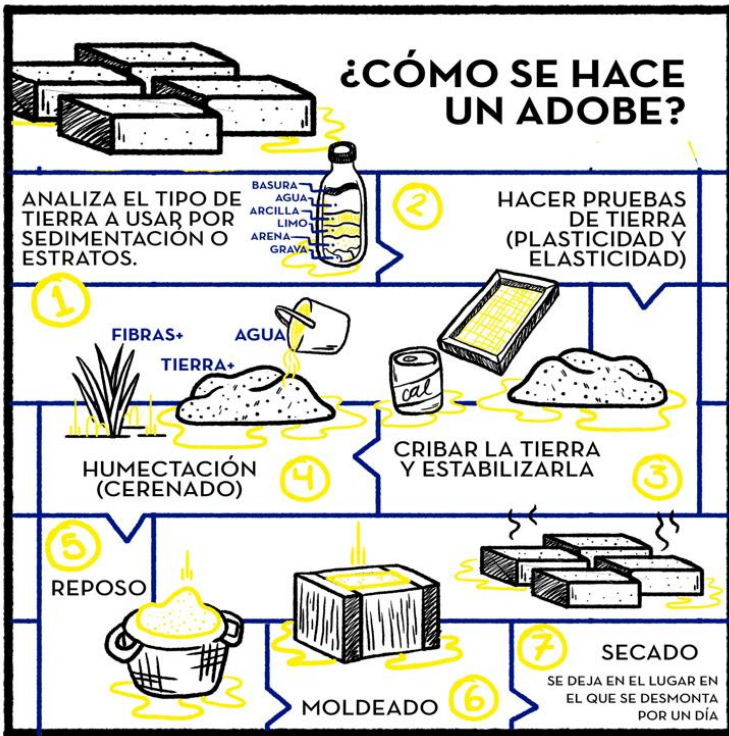 ¿CÓMO SE HACE
UN ADOBE?
ANALIZA EL TIPO DE
TIERRA A USAR POR
SEDIMENTACIÓN O
ESTRATOS.
1
BASURA
AGUA
ARCILLA
LIMO
ARENA
GRAVA
2
HACER PRUEBAS
DE TIERRA
(PLASTICIDAD Y
ELASTICIDAD)
cal
CRIBAR LA TIERRA
Y ESTABILIZARLA
3
FIBRAS+
AGUA
TIERRA+
HUMECTACIÓN
(CERENADO)
4
5
REPOSO
MOLDEADO
6
7
SECADO
SE DEJA EN EL LUGAR EN
EL QUE SE DESMONTA
POR UN DÍA